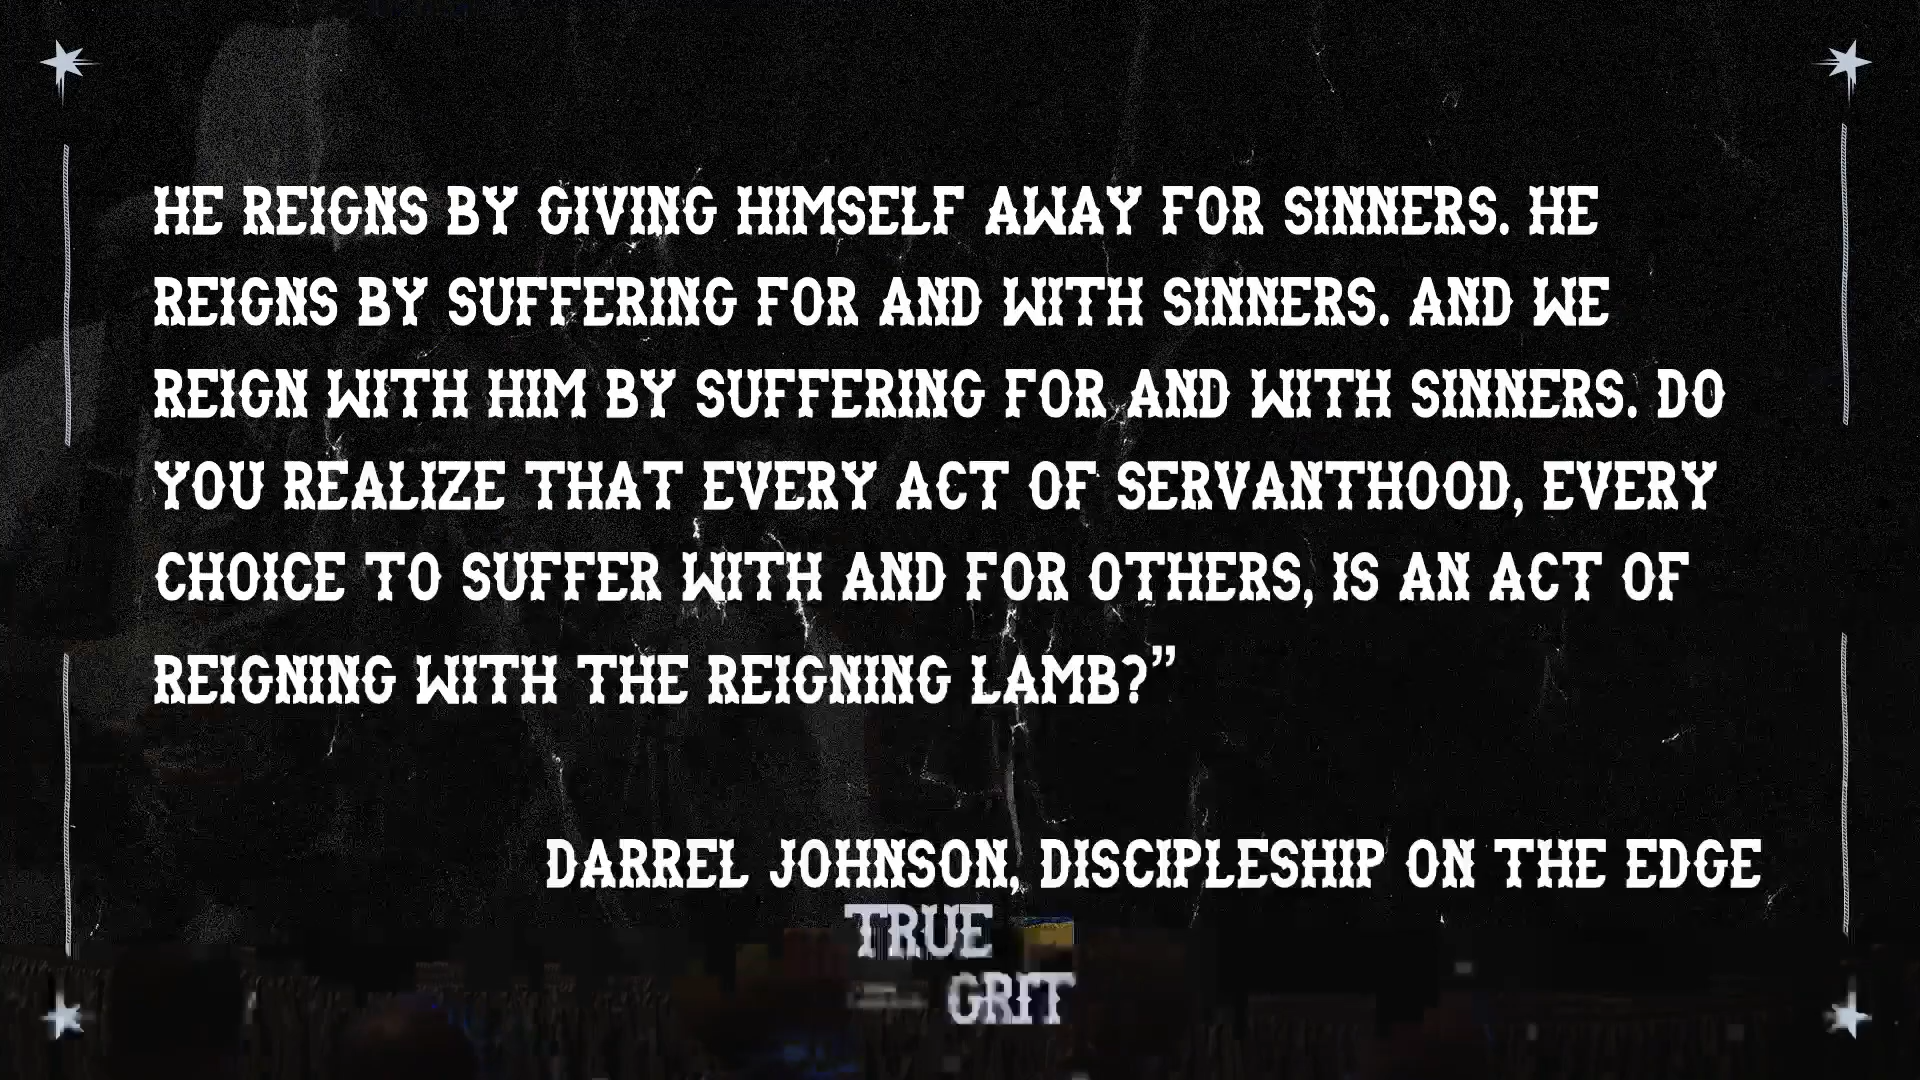 HE REIGNS BY GIVING HIMSELF AWAY FOR SINNERS. HE
REIGNS BY SUFFERING FOR AND WITH SINNERS. AND WE
REIGN WITH HIM BY SUFFERING FOR AND WITH SINNERS. DO
YOU REALIZE THAT EVERY ACT OF SERVANTHOOD, EVERY
CHOICE TO SUFFER WITH AND FOR OTHERS, IS AN ACT OF
REIGNING WITH THE REIGNING LAMB?”
DARREL JOHNSON, DISCIPLESHIP ON THE EDGE
TRUE
GRIT